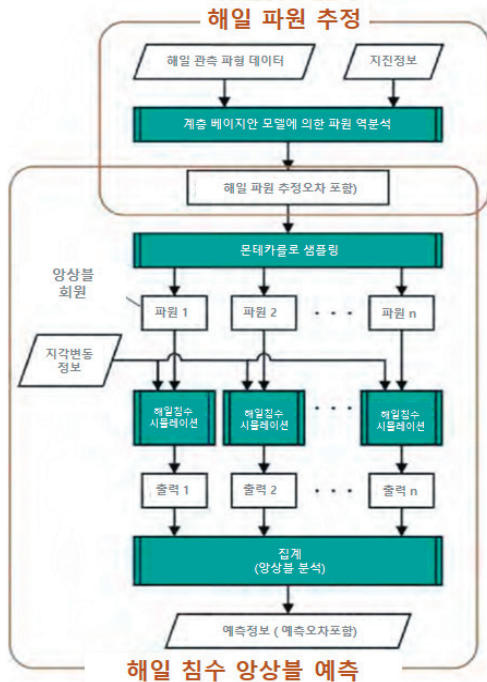 해일 파원 추정
해일 관측 파형 데이터
지진정보
계층 베이지안 모델에 의한 파원 역분석
해일 파원 추정오차 포함)
몬테카를로 샘플링
앙상블
회원
파원 1
파원 2
· · ·
파원 n
지각변동
정보
해일침수
시뮬레이션
해일침수
시뮬레이션
· · ·
해일침수
시뮬레이션
출력 1
출력 2
· · ·
출력 n
집계
(앙상블 분석)
예측정보 ( 예측오차포함)
해일 침수 앙상블 예측